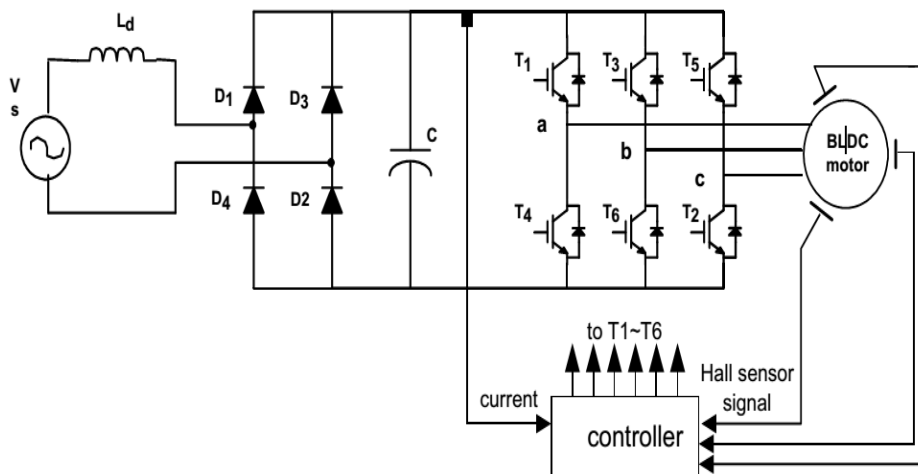 V
s
L_d
D1
D3
D4
D2
C
T1
T3
T5
a
b
c
T4
T6
T2
BLDC
motor
to T1~T6
current
controller
Hall sensor
signal